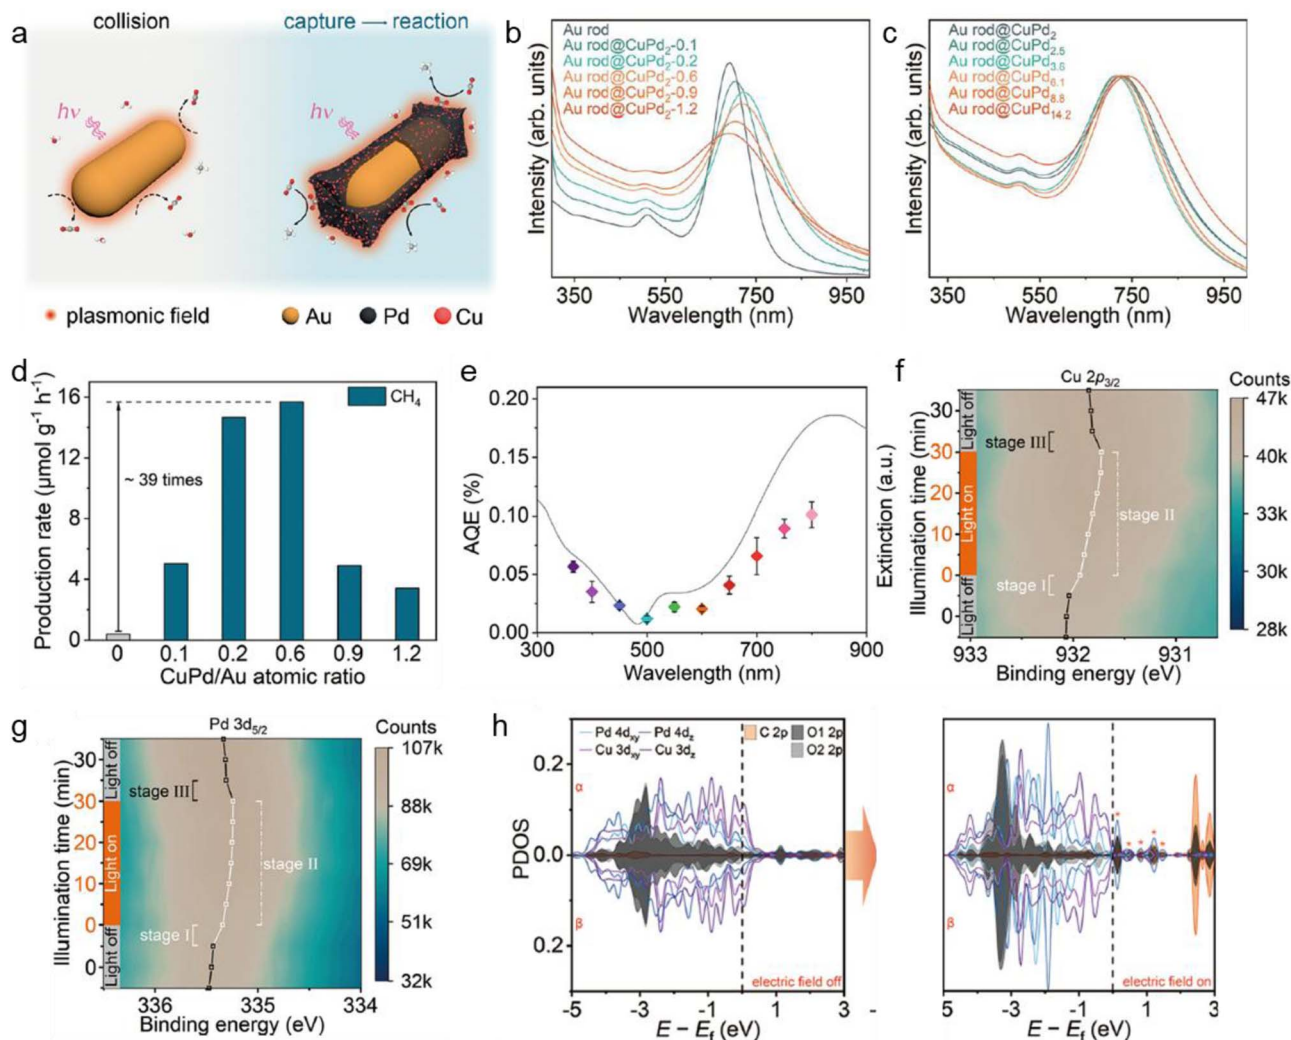 a
collision
capture — reaction
hν
hν
plasmonic field
Au
Pd
Cu
b
Au rod
Au rod@CuPd2-0.1
Au rod@CuPd2-0.2
Au rod@CuPd2-0.6
Au rod@CuPd2-0.9
Au rod@CuPd2-1.2
Intensity (arb. units)
350 550 750 950
Wavelength (nm)
c
Au rod@CuPd2
Au rod@CuPd2.5
Au rod@CuPd3.6
Au rod@CuPd6.1
Au rod@CuPd8.8
Au rod@CuPd14.2
Intensity (arb. units)
350 550 750 950
Wavelength (nm)
d
CH4
~ 39 times
Production rate (μmol g-1 h-1)
16
12
8
4
0
0 0.1 0.2 0.6 0.9 1.2
CuPd/Au atomic ratio
e
AQE (%)
0.20
0.15
0.10
0.05
0.00
300 400 500 600 700 800 900
Wavelength (nm)
Extinction (a.u.)
f
Cu 2p3/2
Counts
47k
40k
33k
30k
28k
Illumination time (min)
30
30
20
10
0
0
Light off
Light on
Light off
stage III
stage II
stage I
933 932 931
Binding energy (eV)
g
Pd 3d5/2
Counts
107k
88k
69k
51k
32k
Illumination time (min)
30
30
20
10
0
0
Light off
Light on
Light off
stage III
stage II
stage I
336 335 334
Binding energy (eV)
h
Pd 4dxy Pd 4dz
Cu 3dxy Cu 3dz
C 2p O1 2p
O2 2p
PDOS
0.2
0.0
0.2
α
β
electric field off
-5 -3 -1 1 3
E − Ef (eV)
α
β
electric field on
-5 -3 -1 1 3
E − Ef (eV)